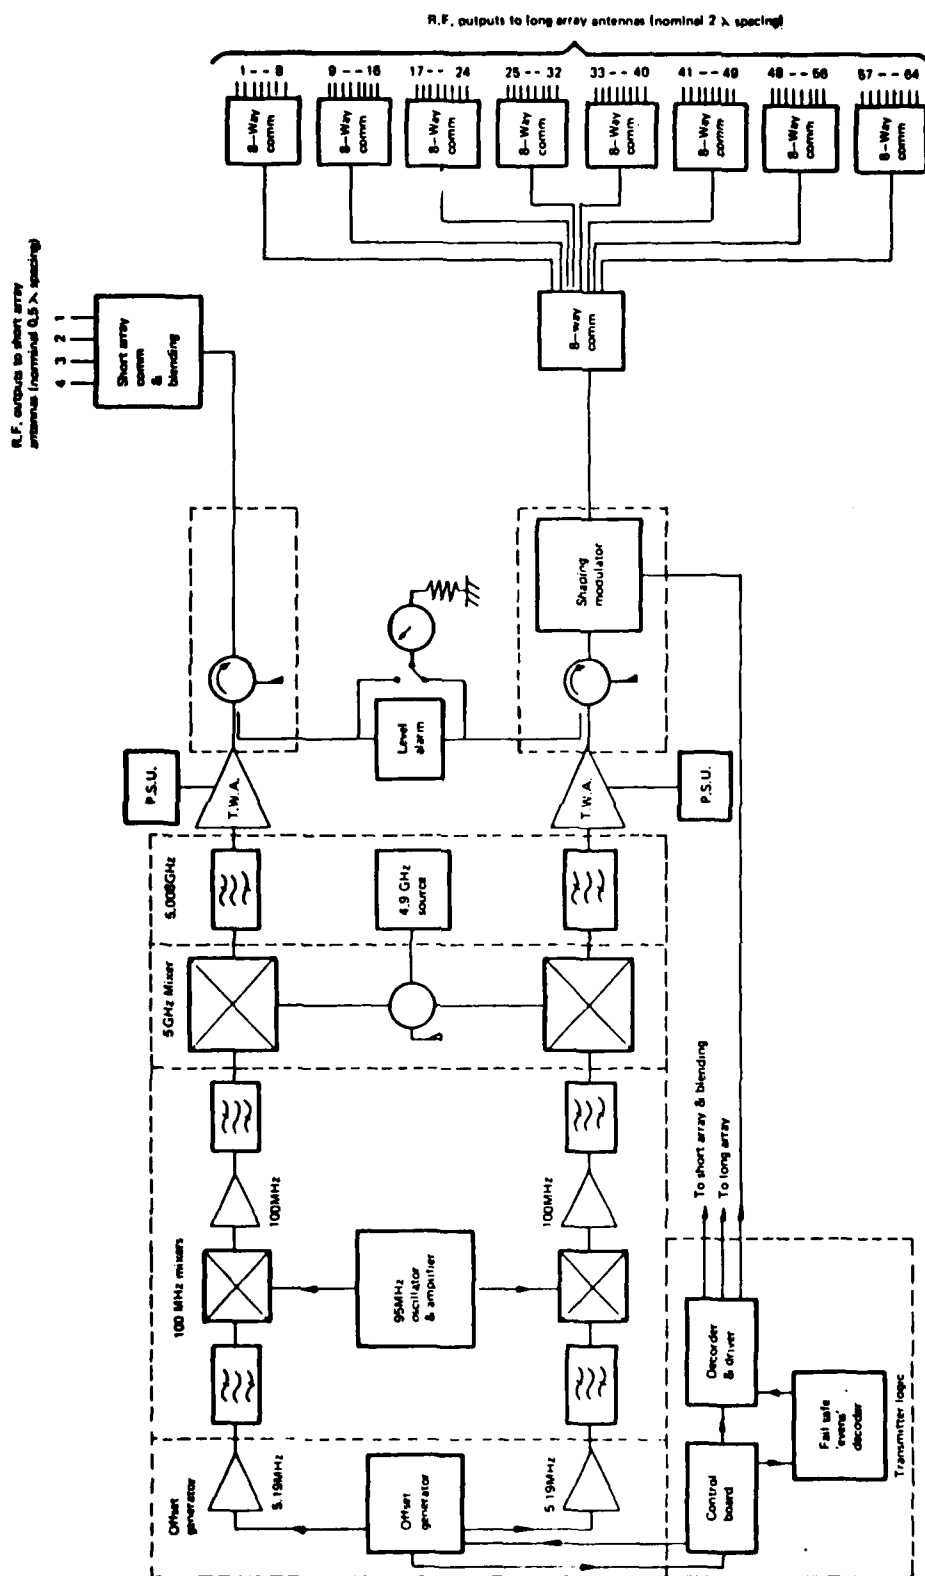 R.F. outputs to long array antennas (nominal 2 λ spacing)
1 - - 8
9 - - 16
17 - - 24
25 - - 32
33 - - 40
41 - - 49
48 - - 56
57 - - 64
8-Way
comm
8-Way
comm
8-Way
comm
8-Way
comm
8-Way
comm
8-Way
comm
8-Way
comm
8-Way
comm
8-way
comm
R.F. outputs to short array
antennas (norminal 0.5 λ spacing)
1
2
3
4
Short array
comm
&
blending
Shaping
modulator
Level
alarm
P.S.U.
T.W.A.
T.W.A.
P.S.U.
5.008GHz
4.9 GHz
source
5GHz Mixer
100 MHz mixers
100MHz
100MHz
95MHz
oscillator
& amplifier
To short array & blending
To long array
Offset
generator
5.19MHz
5.19MHz
Offset
generator
Decorder
& driver
Control
board
Fail safe
'evens'
decoder
Transmitter logic